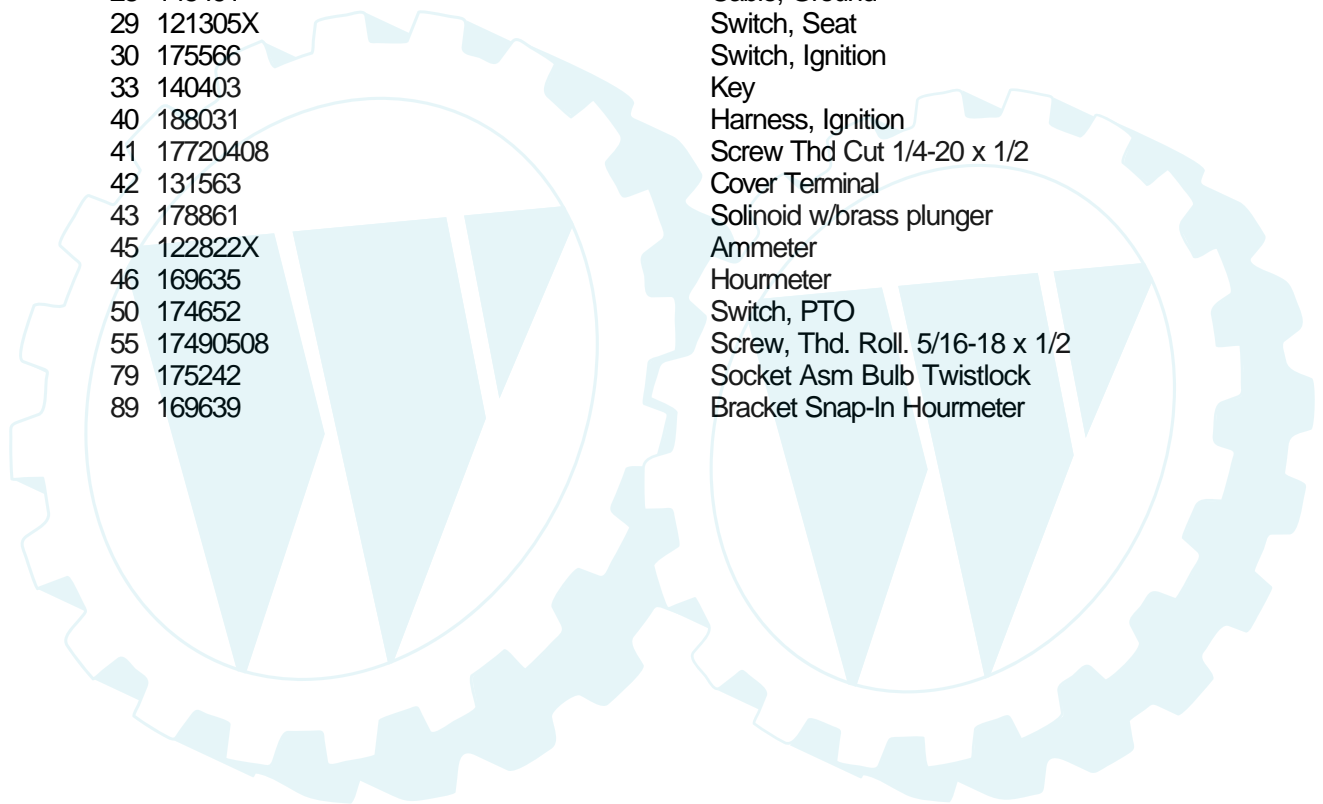 29 121305X Switch, Seat
30 175566 Switch, Ignition
33 140403 Key
40 188031 Harness, Ignition
41 17720408 Screw Thd Cut 1/4-20 x 1/2
42 131563 Cover Terminal
43 178861 Solinoid w/brass plunger
45 122822X Ammeter
46 169635 Hourmeter
50 174652 Switch, PTO
55 17490508 Screw, Thd. Roll. 5/16-18 x 1/2
79 175242 Socket Asm Bulb Twistlock
89 169639 Bracket Snap-In Hourmeter